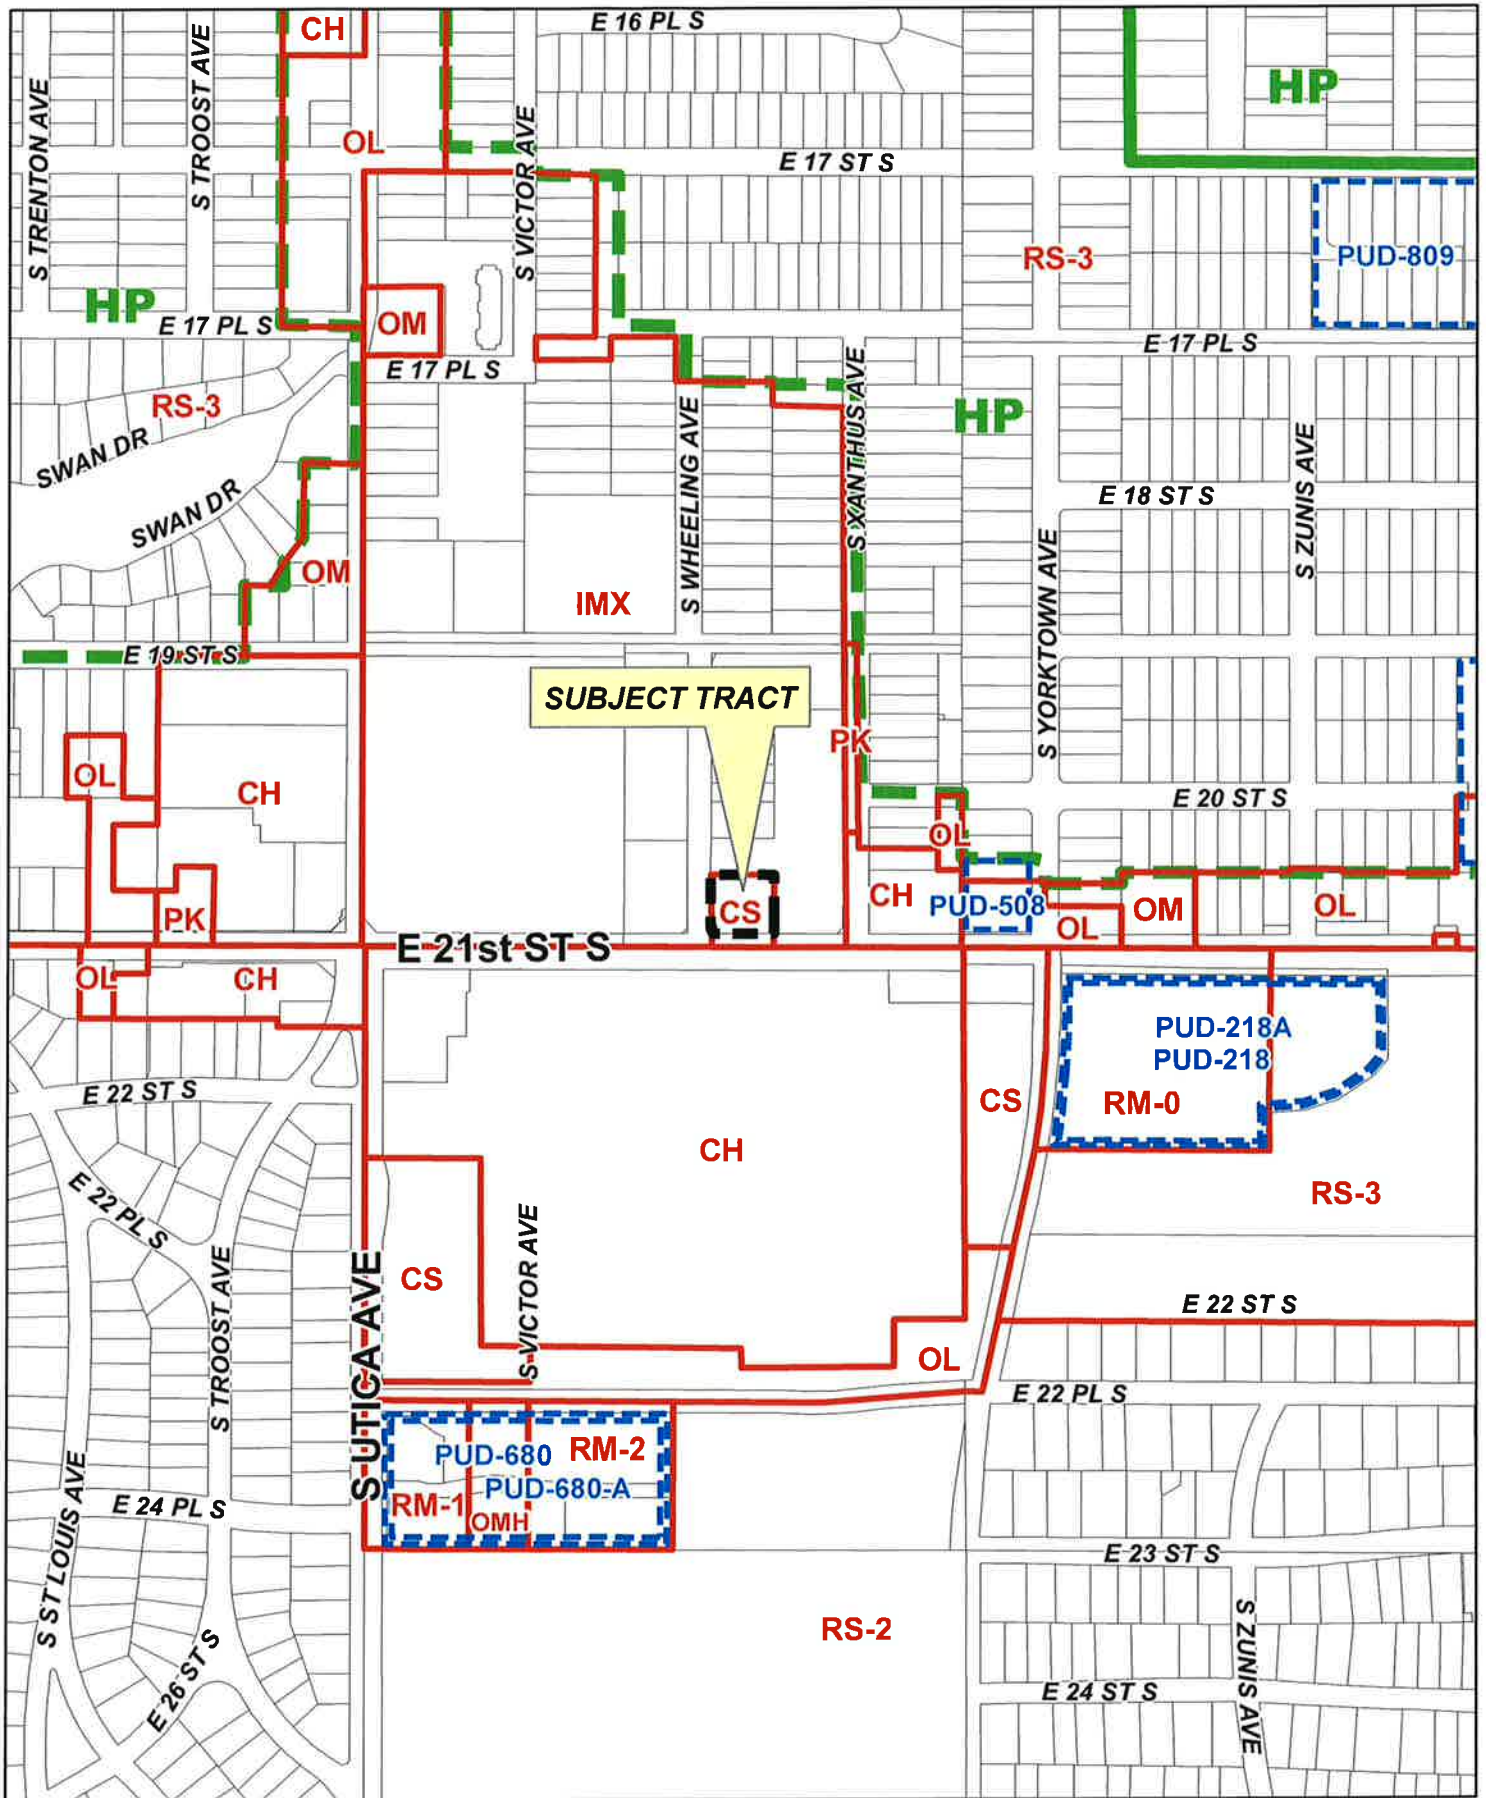 E 16 PL S
CH
S TROOST AVE
S TRENTON AVE
HP
S VICTOR AVE
OL
E 17 ST S
RS-3
PUD-809
HP
E 17 PL S
OM
E 17 PL S
E 17 PL S
RS-3
S XANTHUS AVE
HP
S WHEELING AVE
SWAN DR
SWAN DR
E 18 ST S
S ZUNIS AVE
OM
IMX
S YORKTOWN AVE
E 19 ST S
SUBJECT TRACT
PK
OL
CH
E 20 ST S
OL
CH
PUD-508
OM
OL
OL
PK
CS
E 21st ST S
OL
CH
PUD-218A
PUD-218
RM-0
CS
E 22 ST S
CH
RS-3
E 22 PL S
S TROOST AVE
S UTICA AVE
CS
S VICTOR AVE
E 22 ST S
OL
E 22 PL S
PUD-680
RM-2
PUD-680-A
RM-1
OMH
S ST LOUIS AVE
E 24 PL S
E 23 ST S
RS-2
S ZUNIS AVE
E 26 ST S
E 24 ST S